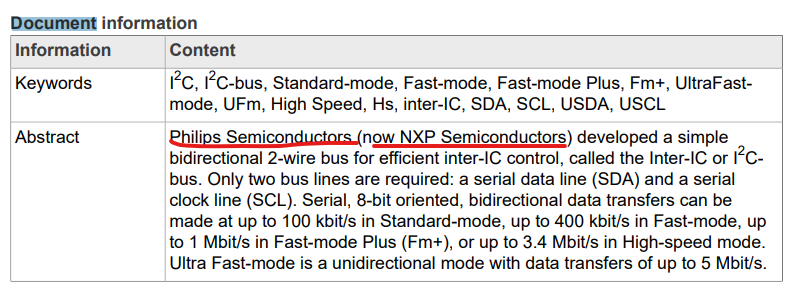 Document information
Information Content
Keywords I²C, I²C-bus, Standard-mode, Fast-mode, Fast-mode Plus, Fm+, UltraFast-
mode, UFm, High Speed, Hs, inter-IC, SDA, SCL, USDA, USCL
Abstract Philips Semiconductors (now NXP Semiconductors) developed a simple
bidirectional 2-wire bus for efficient inter-IC control, called the Inter-IC or I²C-
bus. Only two bus lines are required: a serial data line (SDA) and a serial
clock line (SCL). Serial, 8-bit oriented, bidirectional data transfers can be
made at up to 100 kbit/s in Standard-mode, up to 400 kbit/s in Fast-mode, up
to 1 Mbit/s in Fast-mode Plus (Fm+), or up to 3.4 Mbit/s in High-speed mode.
Ultra Fast-mode is a unidirectional mode with data transfers of up to 5 Mbit/s.